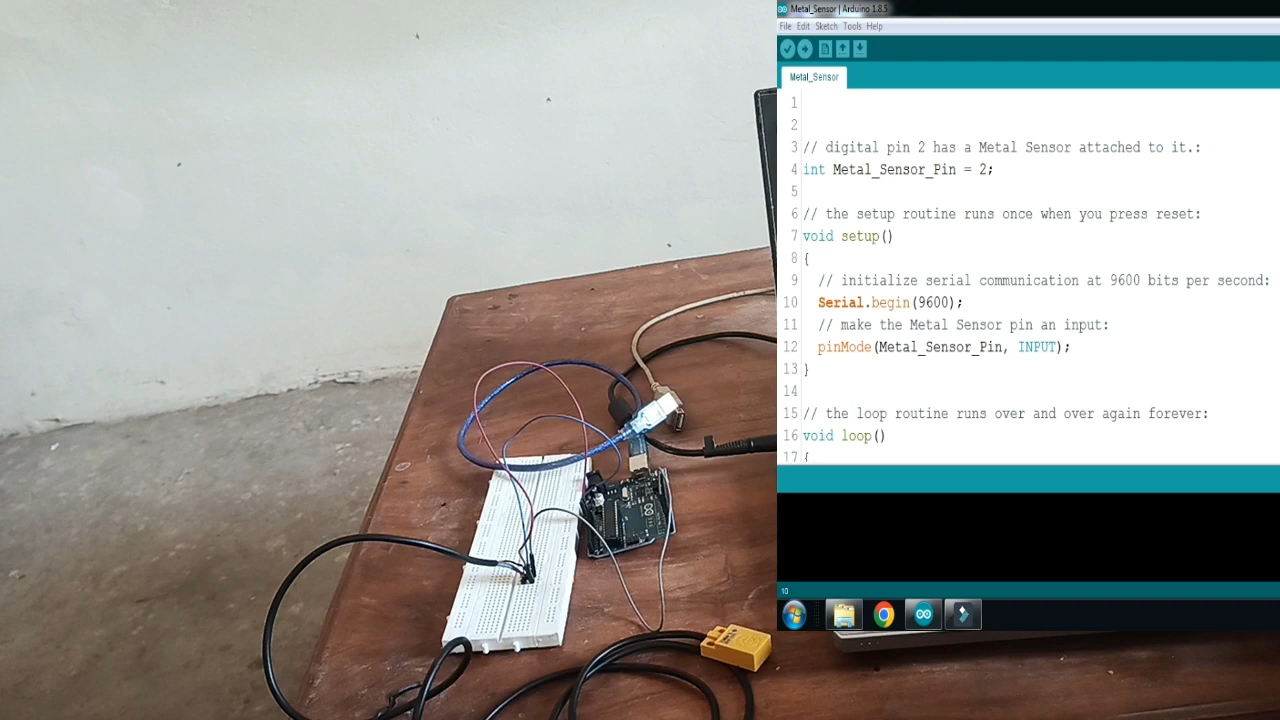 Metal_Sensor | Arduino 1.8.5
File Edit Sketch Tools Help
Metal_Sensor
1
2
3 // digital pin 2 has a Metal Sensor attached to it.:
4 int Metal_Sensor_Pin = 2;
5
6 // the setup routine runs once when you press reset:
7 void setup()
8 {
9 // initialize serial communication at 9600 bits per second:
10 Serial.begin(9600);
11 // make the Metal Sensor pin an input:
12 pinMode(Metal_Sensor_Pin, INPUT);
13 }
14
15 // the loop routine runs over and over again forever:
16 void loop()
17 {
10